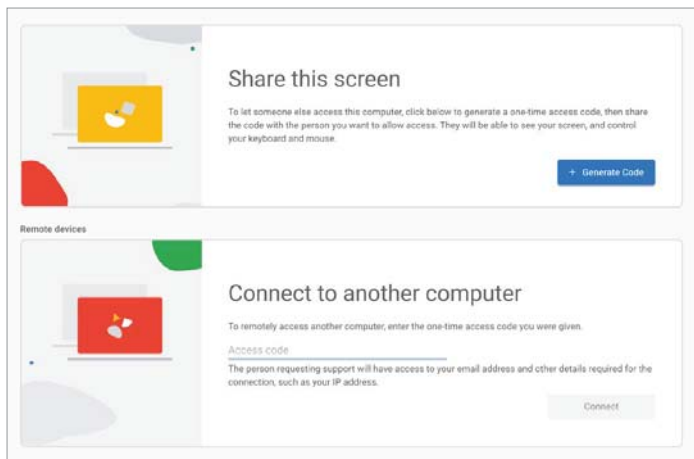 Share this screen
To let someone else access this computer, click below to generate a one-time access code, then share
the code with the person you want to allow access. They will be able to see your screen, and control
your keyboard and mouse.
+ Generate Code
Remote devices
Connect to another computer
To remotely access another computer, enter the one-time access code you were given.
Access code
The person requesting support will have access to your email address and other details required for the
connection, such as your IP address.
Connect